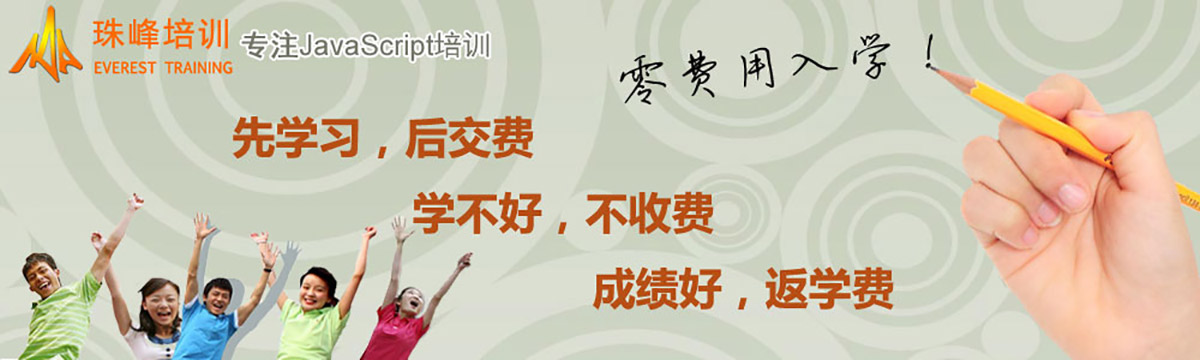 珠峰培训
EVEREST TRAINING
专注JavaScript培训
零费用入学！
先学习，后交费
学不好，不收费
成绩好，返学费